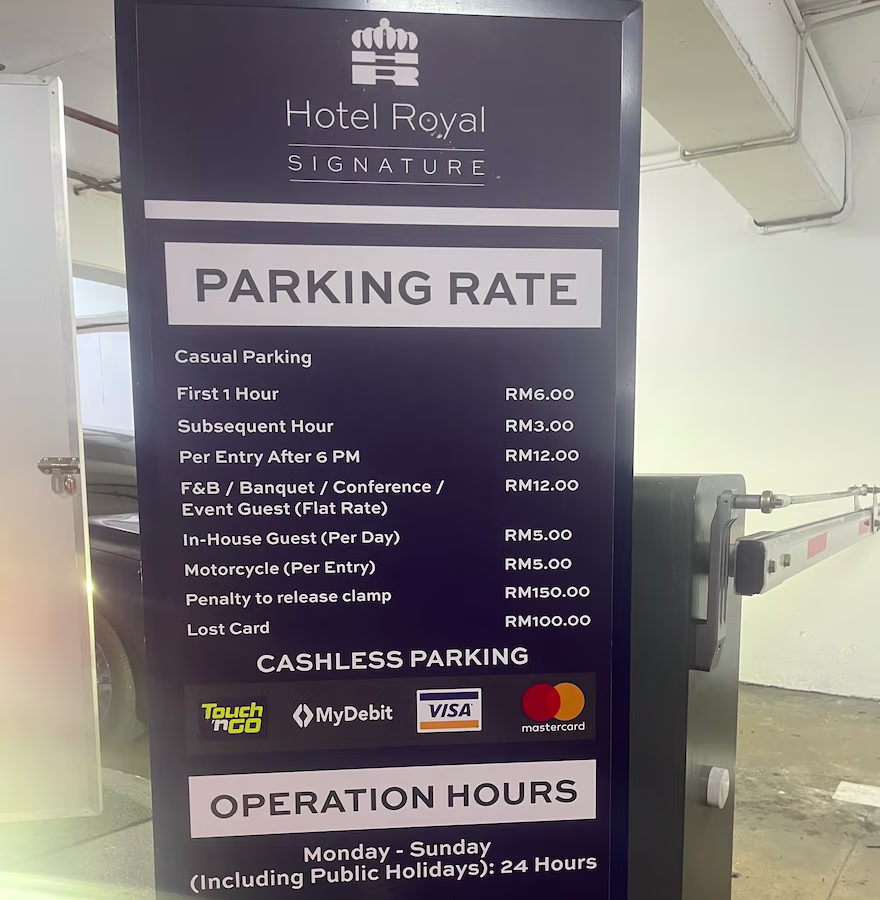 HR
Hotel Royal
SIGNATURE
PARKING RATE
Casual Parking
First 1 Hour RM6.00
Subsequent Hour RM3.00
Per Entry After 6 PM RM12.00
F&B / Banquet / Conference / RM12.00
Event Guest (Flat Rate)
In-House Guest (Per Day) RM5.00
Motorcycle (Per Entry) RM5.00
Penalty to release clamp RM150.00
Lost Card RM100.00
CASHLESS PARKING
Touch 'n GO MyDebit VISA mastercard
OPERATION HOURS
Monday - Sunday
(Including Public Holidays): 24 Hours